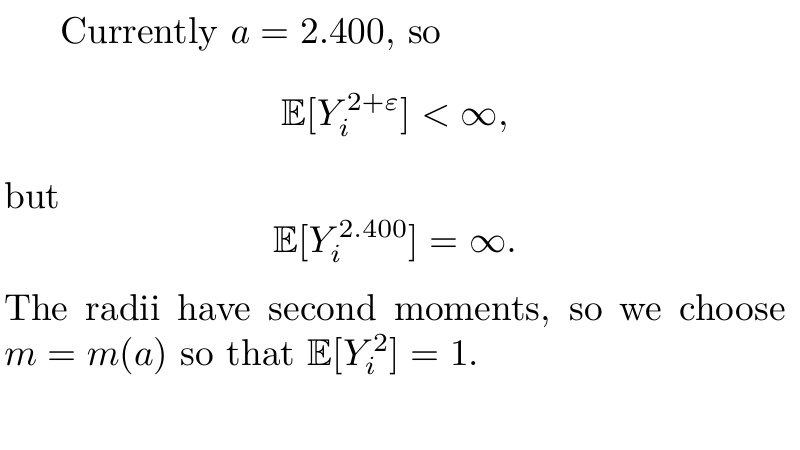 Currently a = 2.400, so
𝔼[Y_i^{2+ε}] < ∞,
but
𝔼[Y_i^{2.400}] = ∞.
The radii have second moments, so we choose
m = m(a) so that 𝔼[Y_i^2] = 1.